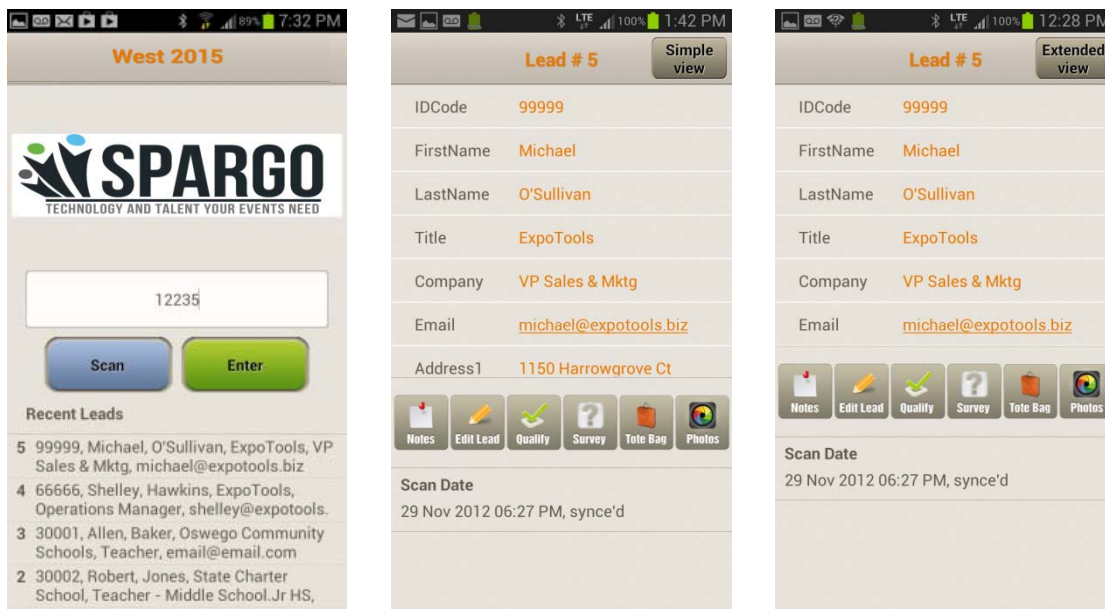 89% 7:32 PM
West 2015
SPARGO
TECHNOLOGY AND TALENT YOUR EVENTS NEED
12235
Scan Enter
Recent Leads
5 99999, Michael, O'Sullivan, ExpoTools, VP
Sales & Mktg, michael@expotools.biz
4 66666, Shelley, Hawkins, ExpoTools,
Operations Manager, shelley@expotools.
3 30001, Allen, Baker, Oswego Community
Schools, Teacher, email@email.com
2 30002, Robert, Jones, State Charter
School, Teacher - Middle School.Jr HS,
LTE 100% 1:42 PM
Lead # 5
Simple
view
IDCode 99999
FirstName Michael
LastName O'Sullivan
Title ExpoTools
Company VP Sales & Mktg
Email michael@expotools.biz
Address1 1150 Harrowgrove Ct
Notes Edit Lead Qualify Survey Tote Bag Photos
Scan Date
29 Nov 2012 06:27 PM, synce'd
LTE 100% 12:28 PM
Lead # 5
Extended
view
IDCode 99999
FirstName Michael
LastName O'Sullivan
Title ExpoTools
Company VP Sales & Mktg
Email michael@expotools.biz
Notes Edit Lead Qualify Survey Tote Bag Photos
Scan Date
29 Nov 2012 06:27 PM, synce'd